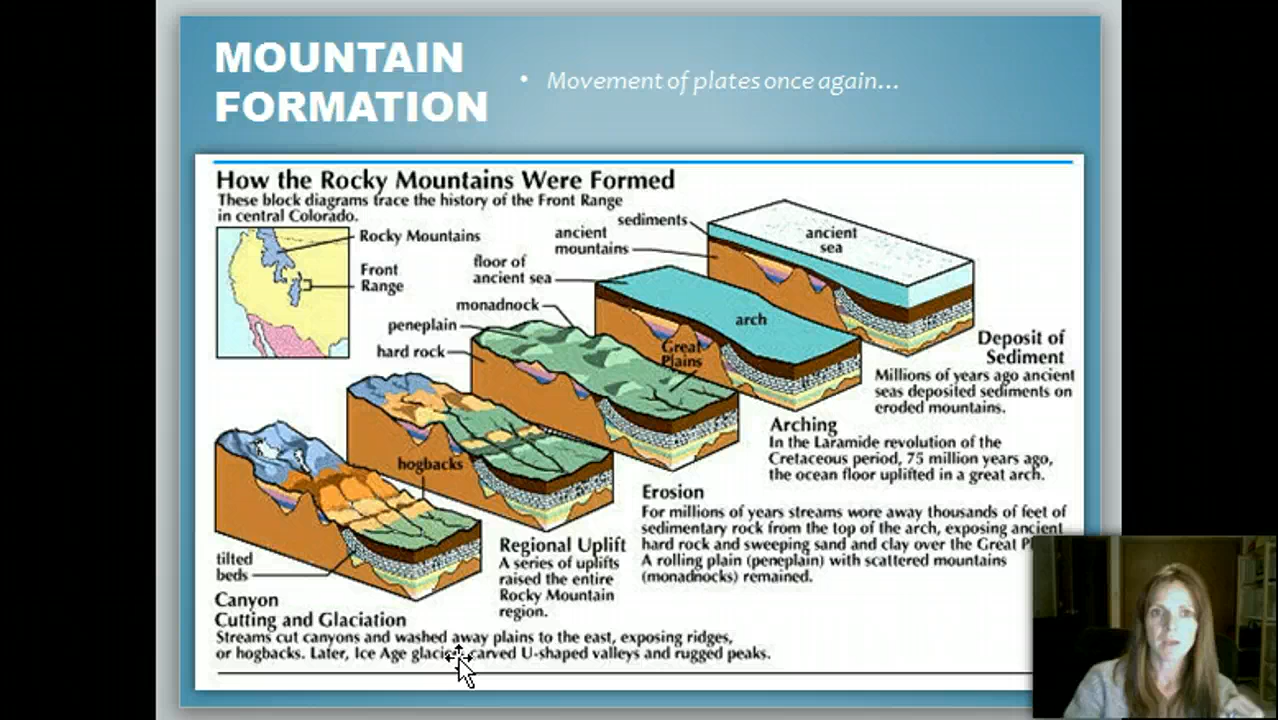 MOUNTAIN
FORMATION
• Movement of plates once again…
How the Rocky Mountains Were Formed
These block diagrams trace the history of the Front Range
in central Colorado.
Rocky Mountains
Front
Range
sediments
ancient
mountains
floor of
ancient sea
monadnock
peneplain
hard rock
ancient
sea
arch
Great
Plains
hogbacks
tilted
beds
Deposit of
Sediment
Millions of years ago ancient
seas deposited sediments on
eroded mountains.
Arching
In the Laramide revolution of the
Cretaceous period, 75 million years ago,
the ocean floor uplifted in a great arch.
Erosion
For millions of years streams wore away thousands of feet of
sedimentary rock from the top of the arch, exposing ancient
hard rock and sweeping sand and clay over the Great
A rolling plain (peneplain) with scattered mountains
(monadnocks) remained.
Regional Uplift
A series of uplifts
raised the entire
Rocky Mountain
region.
Canyon
Cutting and Glaciation
Streams cut canyons and washed away plains to the east, exposing ridges,
or hogbacks. Later, Ice Age carved U-shaped valleys and rugged peaks.